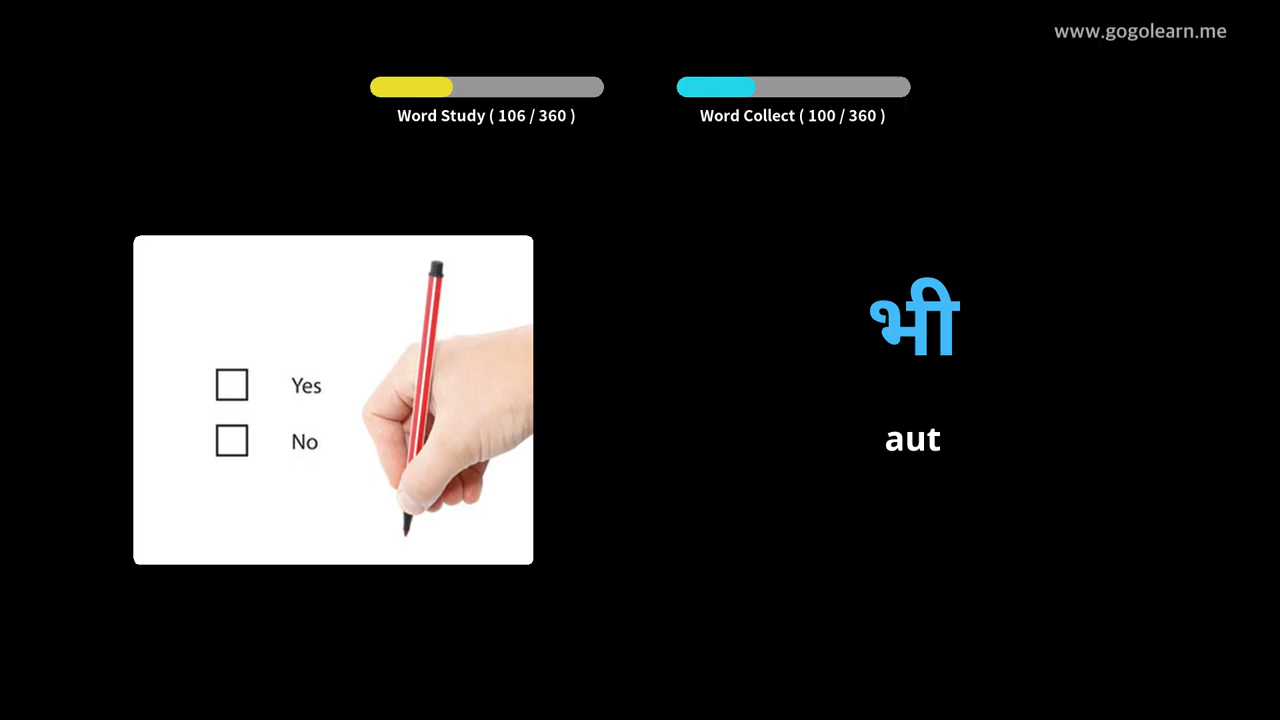 www.gogolearn.me
Word Study ( 106 / 360 )
Word Collect ( 100 / 360 )
Yes
No
भी
aut